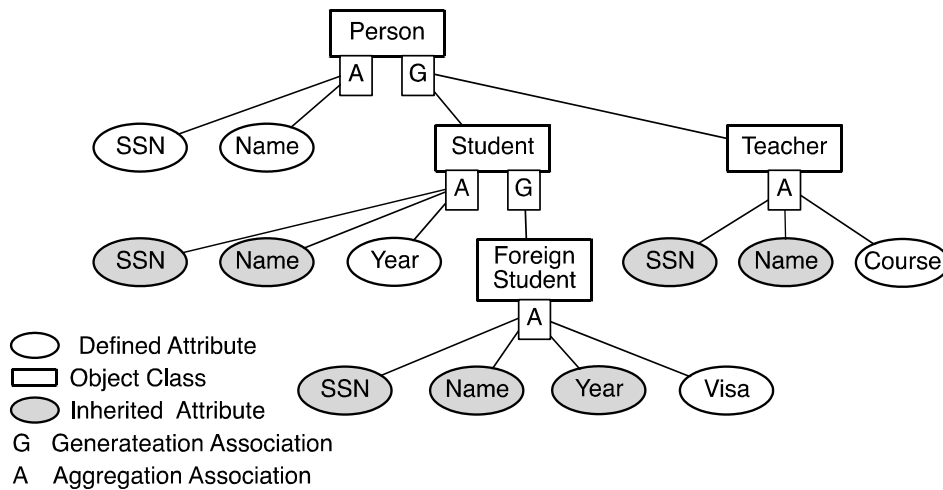 Person
A G
SSN Name Student Teacher
A G A
SSN Name Year Foreign
Student
SSN Name Course
A
Defined Attribute
Object Class
SSN Name Year Visa
Inherited Attribute
G Generateation Association
A Aggregation Association